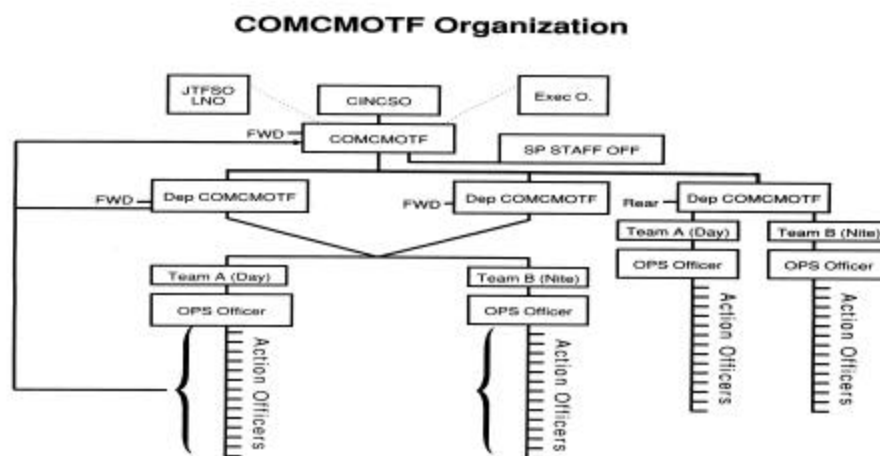 COMCMOTF Organization
JTFSO
LNO
CINCSO
Exec O.
FWD
COMCMOTF
SP STAFF OFF
FWD
Dep COMCMOTF
FWD
Dep COMCMOTF
Rear
Dep COMCMOTF
Team A (Day)
Team B (Nite)
OPS Officer
OPS Officer
Action Officers
Action Officers
Team A (Day)
Team B (Nite)
OPS Officer
OPS Officer
Action Officers
Action Officers